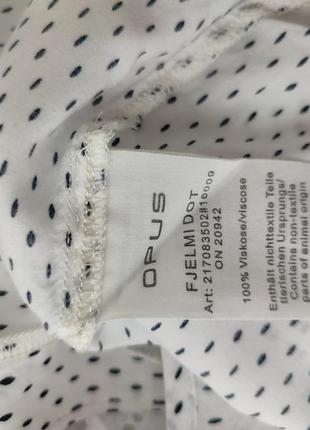 OPUS
FJELMI DOT
Art: 217083502#16009
ON 20942
100% Viskose/viscose
Enthält nichttextile Teile
tierischen Ursprungs/
Contains non-textile
parts of animal origin